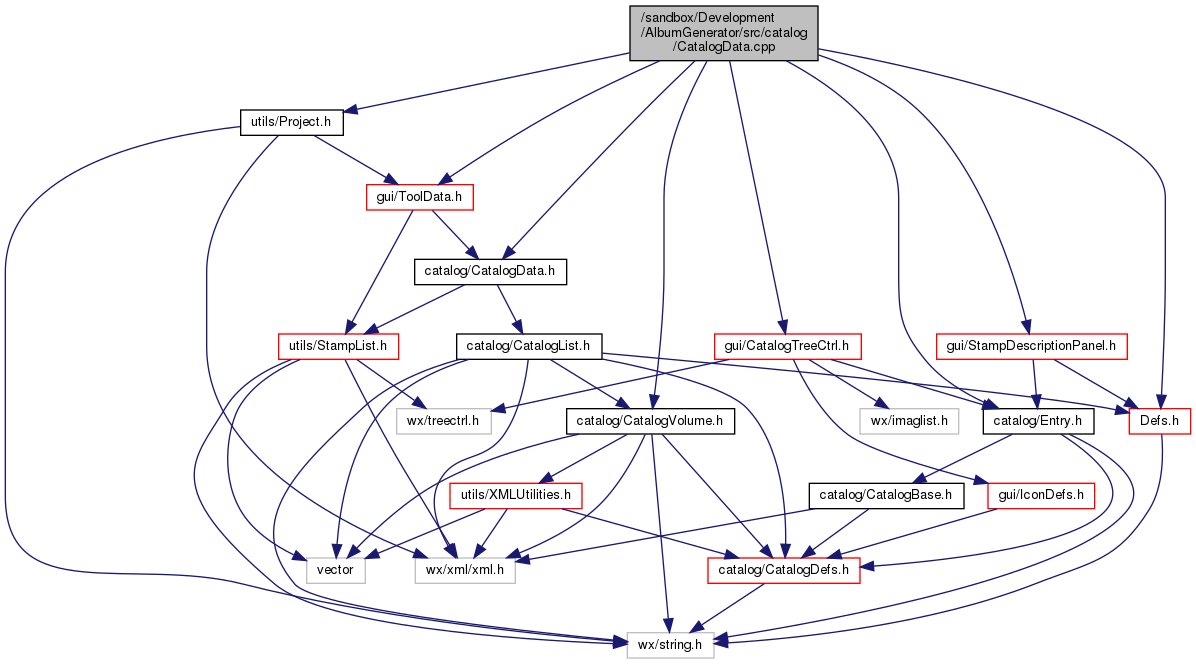 /sandbox/Development
/AlbumGenerator/src/catalog
/CatalogData.cpp
utils/Project.h
gui/ToolData.h
catalog/CatalogData.h
utils/StampList.h
catalog/CatalogList.h
gui/CatalogTreeCtrl.h
gui/StampDescriptionPanel.h
wx/treectrl.h
catalog/CatalogVolume.h
wx/imaglist.h
catalog/Entry.h
Defs.h
utils/XMLUtilities.h
catalog/CatalogBase.h
gui/IconDefs.h
vector
wx/xml/xml.h
catalog/CatalogDefs.h
wx/string.h